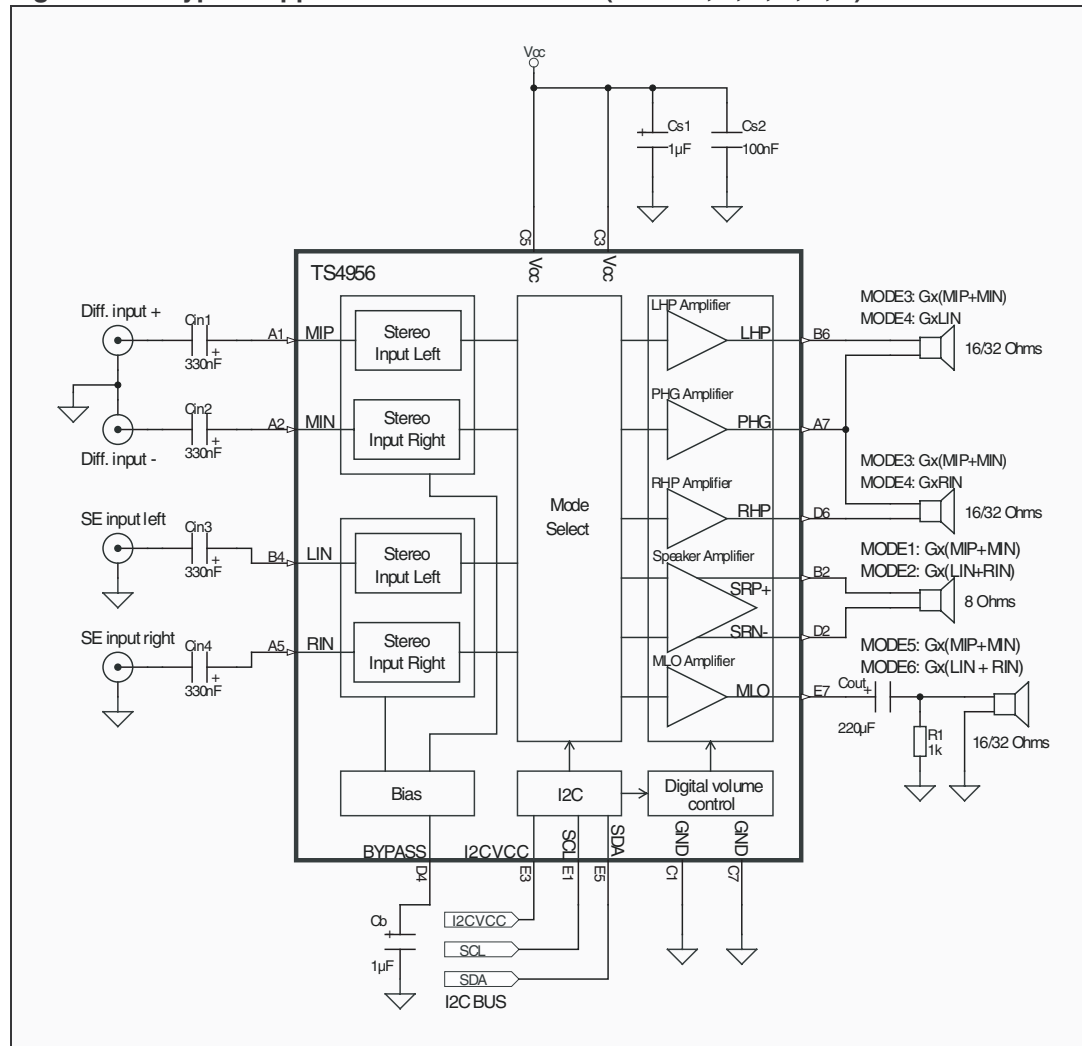 Vcc
Cs1
1µF
Cs2
100nF
C5
Vcc
C3
Vcc
TS4956
Diff. input +
Cin1
330nF
A1
MIP
Stereo
Input Left
Cin2
330nF
A2
MIN
Stereo
Input Right
Diff. input -
SE input left
Cin3
330nF
B4
LIN
Stereo
Input Left
SE input right
Cin4
330nF
A5
RIN
Stereo
Input Right
Mode
Select
LHP Amplifier
LHP
B6
PHG Amplifier
PHG
A7
RHP Amplifier
RHP
D6
Speaker Amplifier
SRP+
B2
SRN-
D2
MLO Amplifier
MLO
E7
MODE3: Gx(MIP+MIN)
MODE4: GxLIN
16/32 Ohms
MODE3: Gx(MIP+MIN)
MODE4: GxRIN
16/32 Ohms
MODE1: Gx(MIP+MIN)
MODE2: Gx(LIN+RIN)
8 Ohms
MODE5: Gx(MIP+MIN)
MODE6: Gx(LIN + RIN)
Cout
220µF
R1
1k
16/32 Ohms
Bias
I2C
Digital volume
control
BYPASS
D4
I2CVCC
E3
SCL
E1
SDA
E5
GND
C1
GND
C7
Cb
1µF
I2CVCC
SCL
SDA
I2C BUS